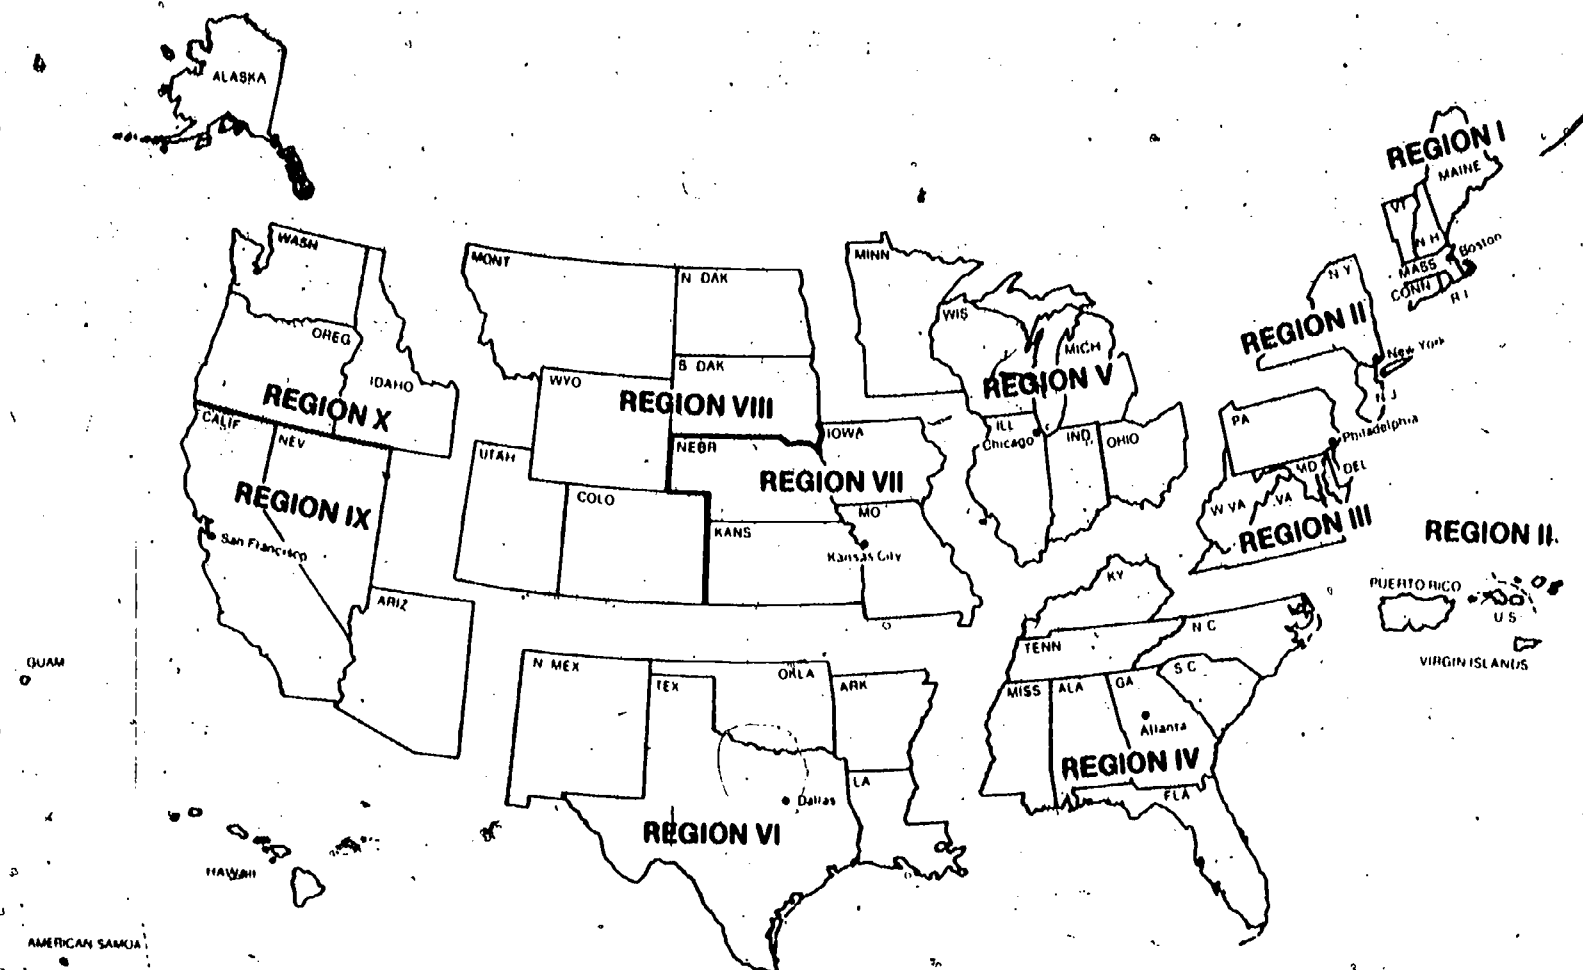 ALASKA
REGION I
MAINE
VT
N H
Boston
MASS
CONN
R I
WASH
OREG
IDAHO
REGION X
MONT
N DAK
S DAK
WYO
REGION VIII
UTAH
COLO
MINN
WIS
MICH
REGION V
ILL
Chicago
IND
OHIO
N Y
REGION II
New York
N J
PA
Philadelphia
MD
DEL
W VA
VA
REGION III
CALIF
NEV
REGION IX
San Francisco
ARIZ
NEBR
IOWA
REGION VII
KANS
MO
Kansas City
REGION II.
PUERTO RICO
U S
VIRGIN ISLANDS
KY
TENN
N C
S C
MISS
ALA
GA
Atlanta
REGION IV
FLA
N MEX
TEX
OKLA
ARK
LA
Dallas
REGION VI
GUAM
HAWAII
AMERICAN SAMOA